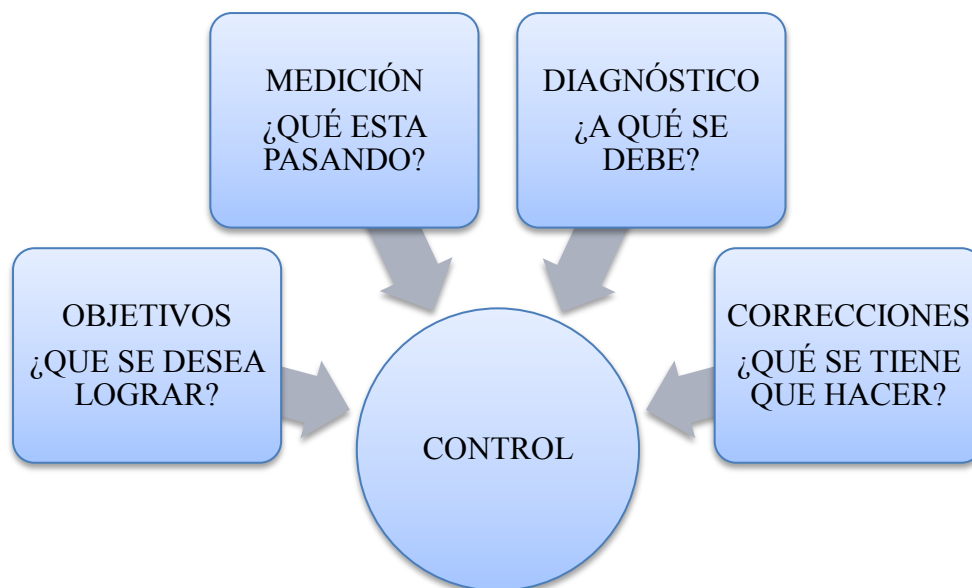 OBJETIVOS
¿QUE SE DESEA
LOGRAR?
MEDICIÓN
¿QUÉ ESTA
PASANDO?
DIAGNÓSTICO
¿A QUÉ SE
DEBE?
CORRECCIONES
¿QUÉ SE TIENE
QUE HACER?
CONTROL